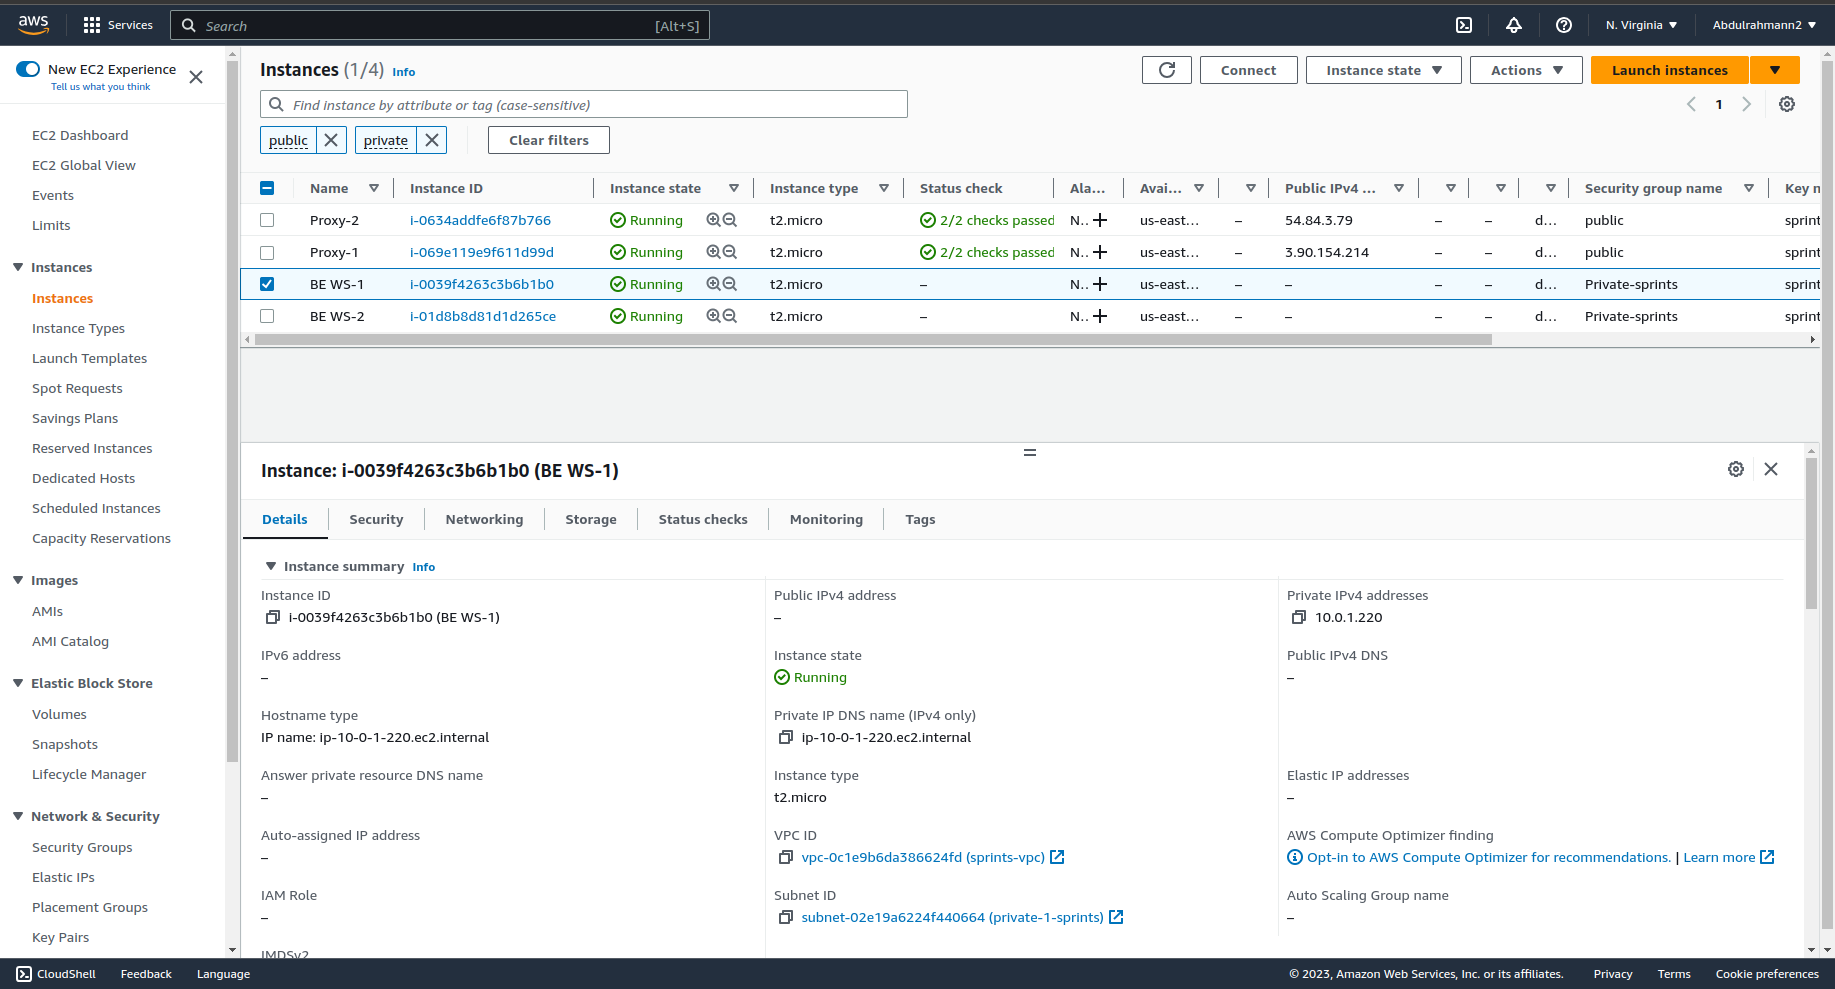 aws Services Search [Alt+S] N. Virginia Abdulrahmann2
New EC2 Experience
Tell us what you think
EC2 Dashboard
EC2 Global View
Events
Limits
Instances
Instances
Instance Types
Launch Templates
Spot Requests
Savings Plans
Reserved Instances
Dedicated Hosts
Scheduled Instances
Capacity Reservations
Images
AMIs
AMI Catalog
Elastic Block Store
Volumes
Snapshots
Lifecycle Manager
Network & Security
Security Groups
Elastic IPs
Placement Groups
Key Pairs
Instances (1/4) Info Connect Instance state Actions Launch instances
Find instance by attribute or tag (case-sensitive) 1
public private Clear filters
Name Instance ID Instance state Instance type Status check Ala... Avai... Public IPv4 ... Security group name Key n
Proxy-2 i-0634addfe6f87b766 Running t2.micro 2/2 checks passed N.. us-east... – 54.84.3.79 – – d... public sprint
Proxy-1 i-069e119e9f611d99d Running t2.micro 2/2 checks passed N.. us-east... – 3.90.154.214 – – d... public sprint
BE WS-1 i-0039f4263c3b6b1b0 Running t2.micro – N.. us-east... – – – – d... Private-sprints sprint
BE WS-2 i-01d8b8d81d1d265ce Running t2.micro – N.. us-east... – – – – d... Private-sprints sprint
Instance: i-0039f4263c3b6b1b0 (BE WS-1)
Details Security Networking Storage Status checks Monitoring Tags
Instance summary Info
Instance ID Public IPv4 address Private IPv4 addresses
i-0039f4263c3b6b1b0 (BE WS-1) – 10.0.1.220
IPv6 address Instance state Public IPv4 DNS
– Running –
Hostname type Private IP DNS name (IPv4 only)
IP name: ip-10-0-1-220.ec2.internal ip-10-0-1-220.ec2.internal
Answer private resource DNS name Instance type Elastic IP addresses
– t2.micro –
Auto-assigned IP address VPC ID AWS Compute Optimizer finding
– vpc-0c1e9b6da386624fd (sprints-vpc) Opt-in to AWS Compute Optimizer for recommendations. | Learn more
IAM Role Subnet ID Auto Scaling Group name
– subnet-02e19a6224f440664 (private-1-sprints) –
IMDSv2
CloudShell Feedback Language © 2023, Amazon Web Services, Inc. or its affiliates. Privacy Terms Cookie preferences